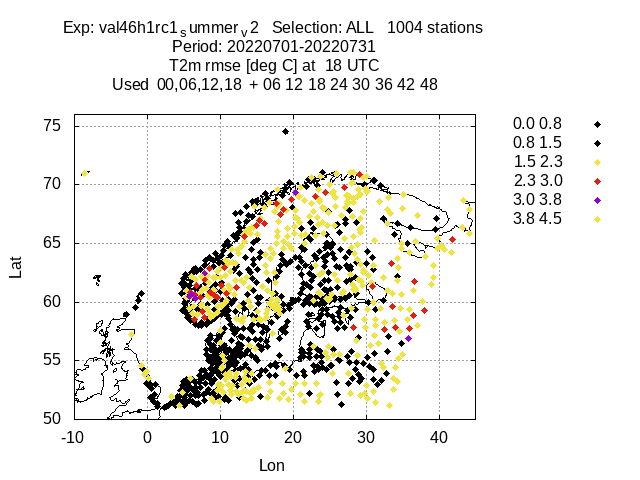 Exp: val46h1rc1summerv2 Selection: ALL 1004 stations
Period: 20220701-20220731
T2m rmse [deg C] at 18 UTC
Used 00,06,12,18 + 06 12 18 24 30 36 42 48
0.0 0.8
0.8 1.5
1.5 2.3
2.3 3.0
3.0 3.8
3.8 4.5
75
70
65
60
55
50
Lat
-10 0 10 20 30 40
Lon